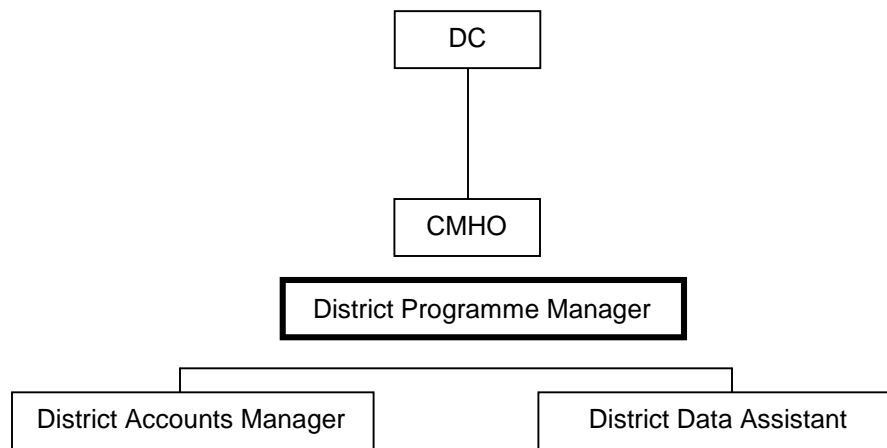 DC
CMHO
District Programme Manager
District Accounts Manager
District Data Assistant